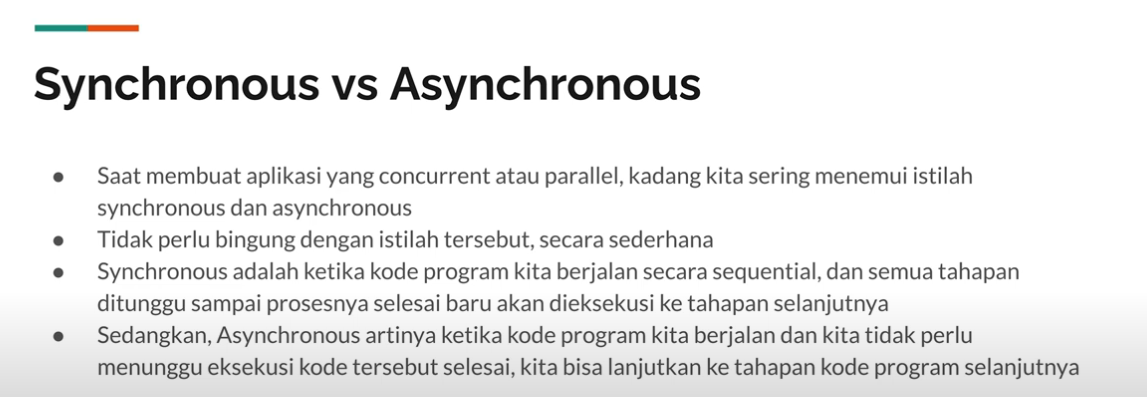 Synchronous vs Asynchronous
● Saat membuat aplikasi yang concurrent atau parallel, kadang kita sering menemui istilah
synchronous dan asynchronous
● Tidak perlu bingung dengan istilah tersebut, secara sederhana
● Synchronous adalah ketika kode program kita berjalan secara sequential, dan semua tahapan
ditunggu sampai prosesnya selesai baru akan dieksekusi ke tahapan selanjutnya
● Sedangkan, Asynchronous artinya ketika kode program kita berjalan dan kita tidak perlu
menunggu eksekusi kode tersebut selesai, kita bisa lanjutkan ke tahapan kode program selanjutnya